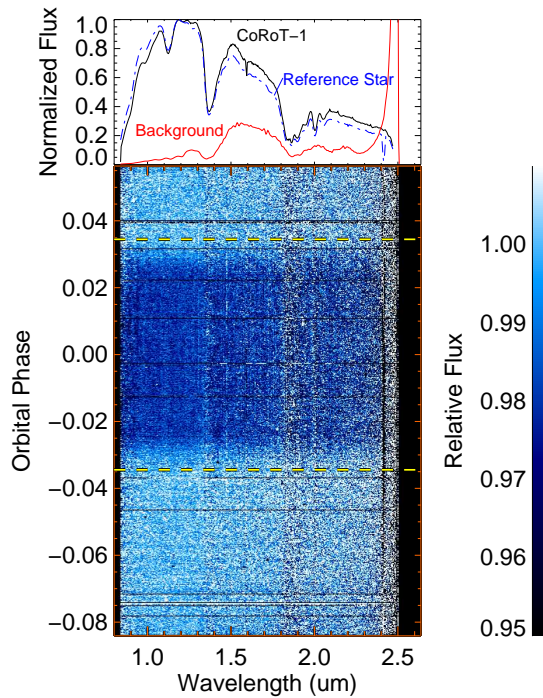 Normalized Flux
1.0
0.8
0.6
0.4
0.2
0.0
CoRoT-1
Reference Star
Background
Orbital Phase
0.04
0.02
0.00
−0.02
−0.04
−0.06
−0.08
1.0 1.5 2.0 2.5
Wavelength (um)
Relative Flux
1.00
0.99
0.98
0.97
0.96
0.95